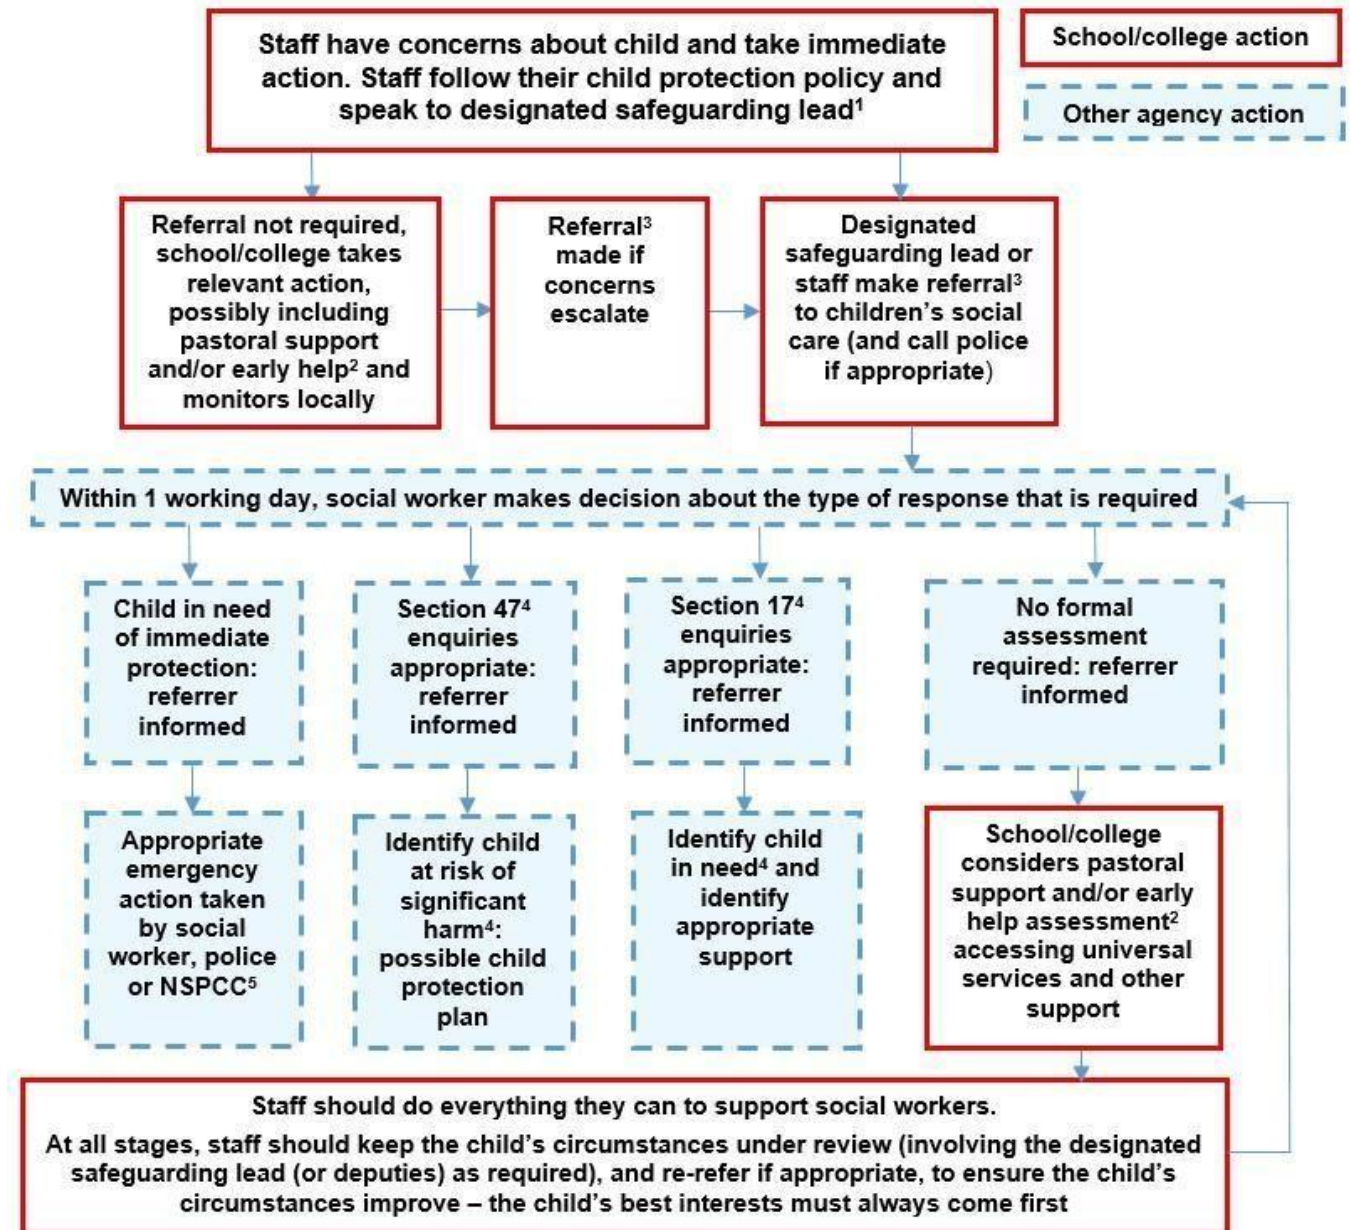 Staff have concerns about child and take immediate
action. Staff follow their child protection policy and
speak to designated safeguarding lead¹
School/college action
Other agency action
Referral not required,
school/college takes
relevant action,
possibly including
pastoral support
and/or early help² and
monitors locally
Referral³
made if
concerns
escalate
Designated
safeguarding lead or
staff make referral³
to children’s social
care (and call police
if appropriate)
Within 1 working day, social worker makes decision about the type of response that is required
Child in need
of immediate
protection:
referrer
informed
Section 47⁴
enquiries
appropriate:
referrer
informed
Section 17⁴
enquiries
appropriate:
referrer
informed
No formal
assessment
required: referrer
informed
Appropriate
emergency
action taken
by social
worker, police
or NSPCC⁵
Identify child
at risk of
significant
harm⁴:
possible child
protection
plan
Identify child
in need⁴ and
identify
appropriate
support
School/college
considers pastoral
support and/or early
help assessment²
accessing universal
services and other
support
Staff should do everything they can to support social workers.
At all stages, staff should keep the child’s circumstances under review (involving the designated
safeguarding lead (or deputies) as required), and re-refer if appropriate, to ensure the child’s
circumstances improve – the child’s best interests must always come first